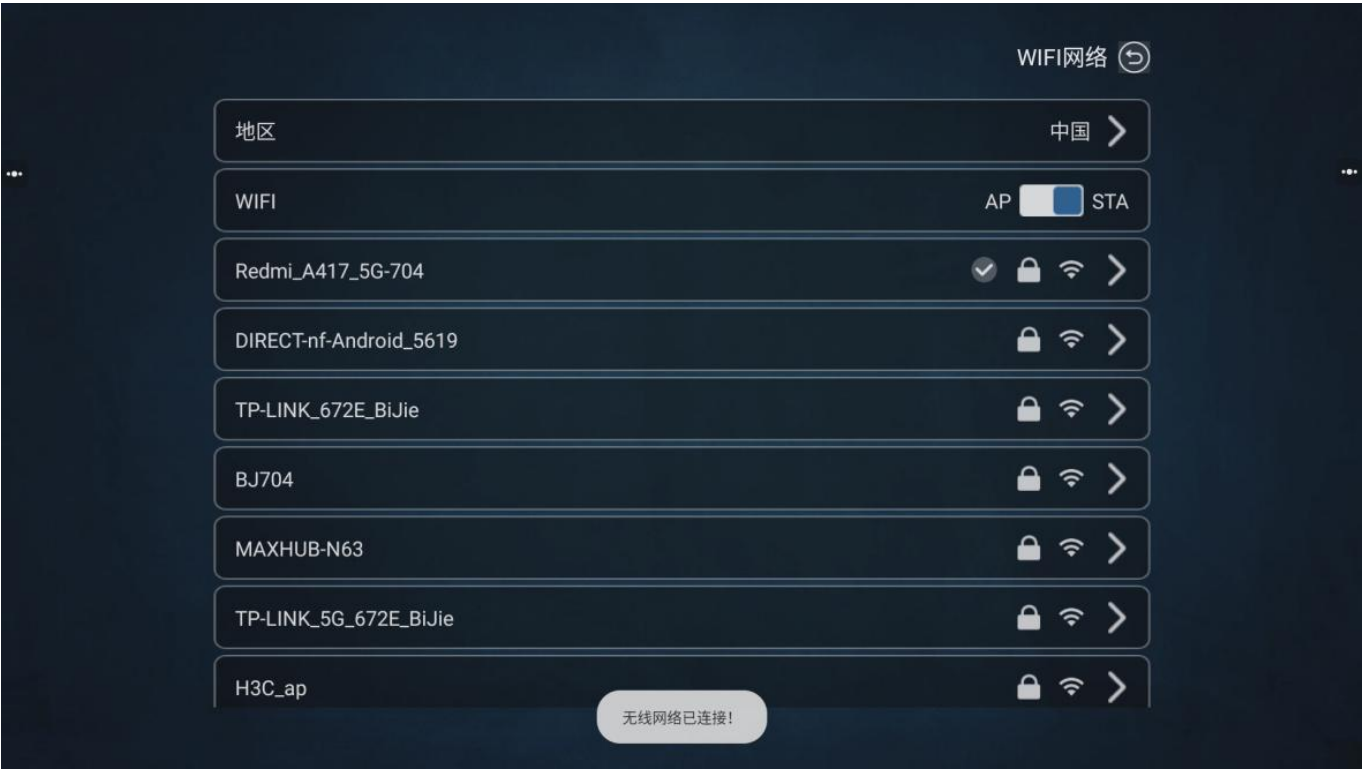 WIFI网络
地区 中国
WIFI AP STA
Redmi_A417_5G-704
DIRECT-nf-Android_5619
TP-LINK_672E_BiJie
BJ704
MAXHUB-N63
TP-LINK_5G_672E_BiJie
H3C_ap
无线网络已连接!